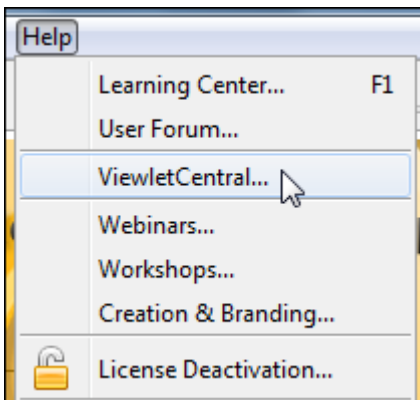 Help
Learning Center... F1
User Forum...
ViewletCentral...
Webinars...
Workshops...
Creation & Branding...
License Deactivation...